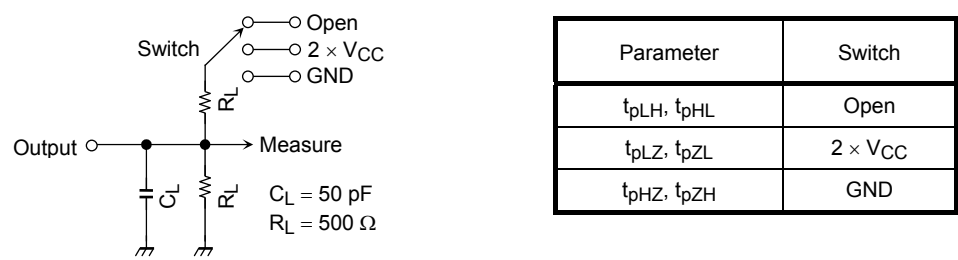 Open
Switch
2 × VCC
GND
RL
Output
Measure
CL
RL
CL = 50 pF
RL = 500 Ω
Parameter Switch
tpLH, tpHL Open
tpLZ, tpZL 2 × VCC
tpHZ, tpZH GND